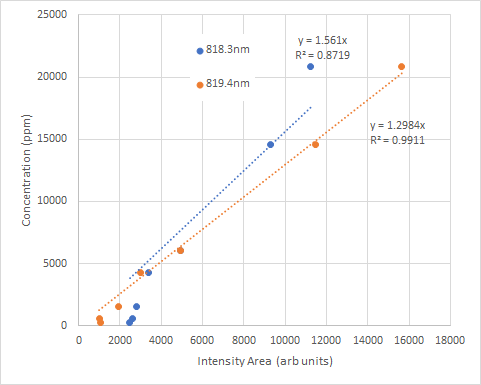 25000
20000
15000
10000
5000
0
Concentration (ppm)
818.3nm
819.4nm
y = 1.561x
R² = 0.8719
y = 1.2984x
R² = 0.9911
0 2000 4000 6000 8000 10000 12000 14000 16000 18000
Intensity Area (arb units)